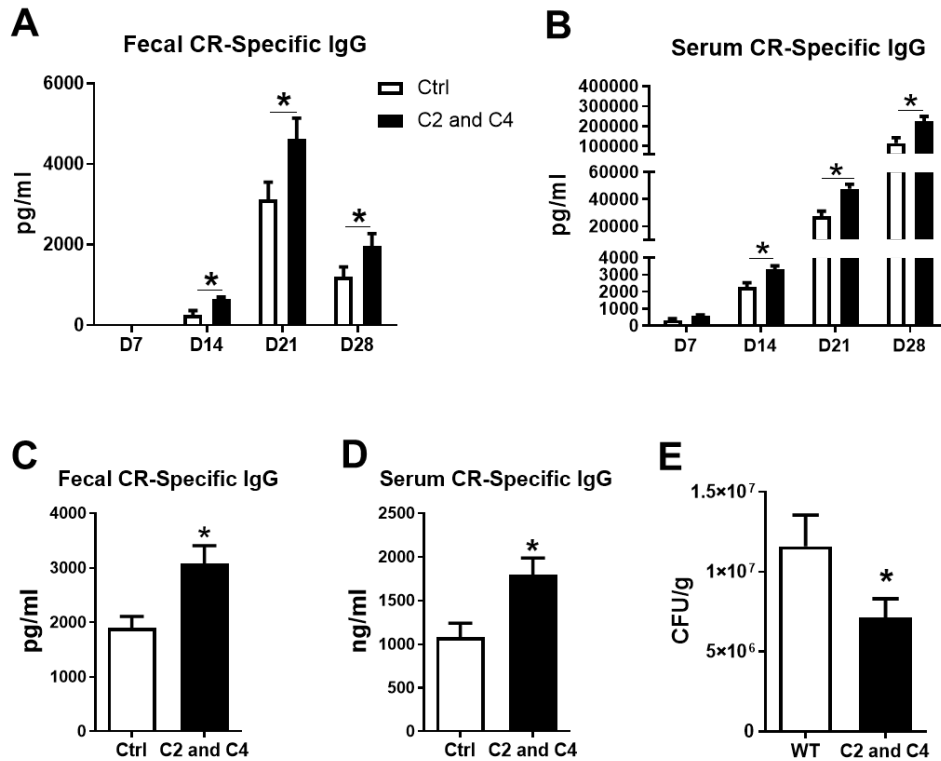 A
Fecal CR-Specific IgG
Ctrl
C2 and C4
pg/ml
6000
4000
2000
0
*
*
*
D7 D14 D21 D28
B
Serum CR-Specific IgG
pg/ml
400000
300000
200000
100000
60000
40000
20000
4000
3000
2000
1000
0
*
*
*
D7 D14 D21 D28
C
Fecal CR-Specific IgG
pg/ml
4000
3000
2000
1000
0
*
Ctrl C2 and C4
D
Serum CR-Specific IgG
ng/ml
2500
2000
1500
1000
500
0
*
Ctrl C2 and C4
E
CFU/g
1.5×10⁷
1×10⁷
5×10⁶
0
*
WT C2 and C4